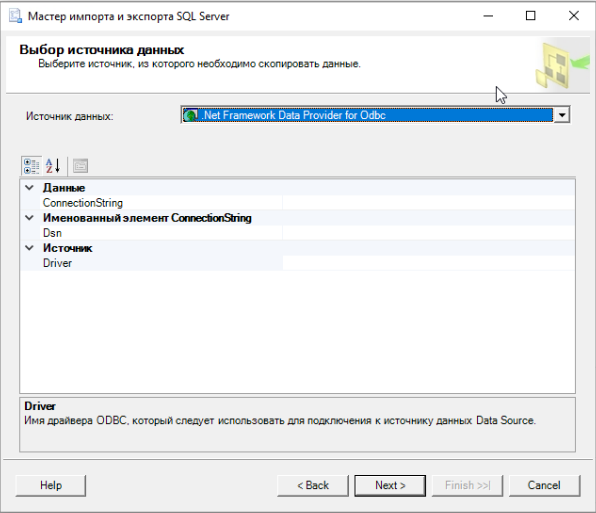 Мастер импорта и экспорта SQL Server
Выбор источника данных
Выберите источник, из которого необходимо скопировать данные.
Источник данных: .Net Framework Data Provider for Odbc
Данные
ConnectionString
Именованный элемент ConnectionString
Dsn
Источник
Driver
Driver
Имя драйвера ODBC, который следует использовать для подключения к источнику данных Data Source.
Help < Back Next > Finish >>| Cancel